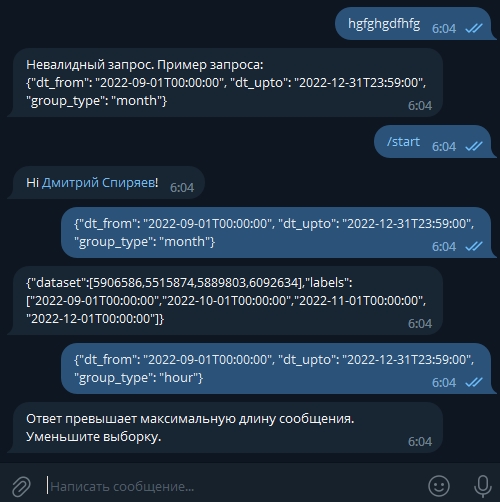 hgfghgdfhfg 6:04
Невалидный запрос. Пример запроса:
{"dt_from": "2022-09-01T00:00:00", "dt_upto": "2022-12-31T23:59:00",
"group_type": "month"} 6:04
/start 6:04
Hi Дмитрий Спиряев! 6:04
{"dt_from": "2022-09-01T00:00:00", "dt_upto": "2022-12-31T23:59:00",
"group_type": "month"} 6:04
{"dataset":[5906586,5515874,5889803,6092634],"labels":
["2022-09-01T00:00:00","2022-10-01T00:00:00","2022-11-01T00:00:00",
"2022-12-01T00:00:00"]} 6:04
{"dt_from": "2022-09-01T00:00:00", "dt_upto": "2022-12-31T23:59:00",
"group_type": "hour"} 6:04
Ответ превышает максимальную длину сообщения.
Уменьшите выборку. 6:04
Написать сообщение...